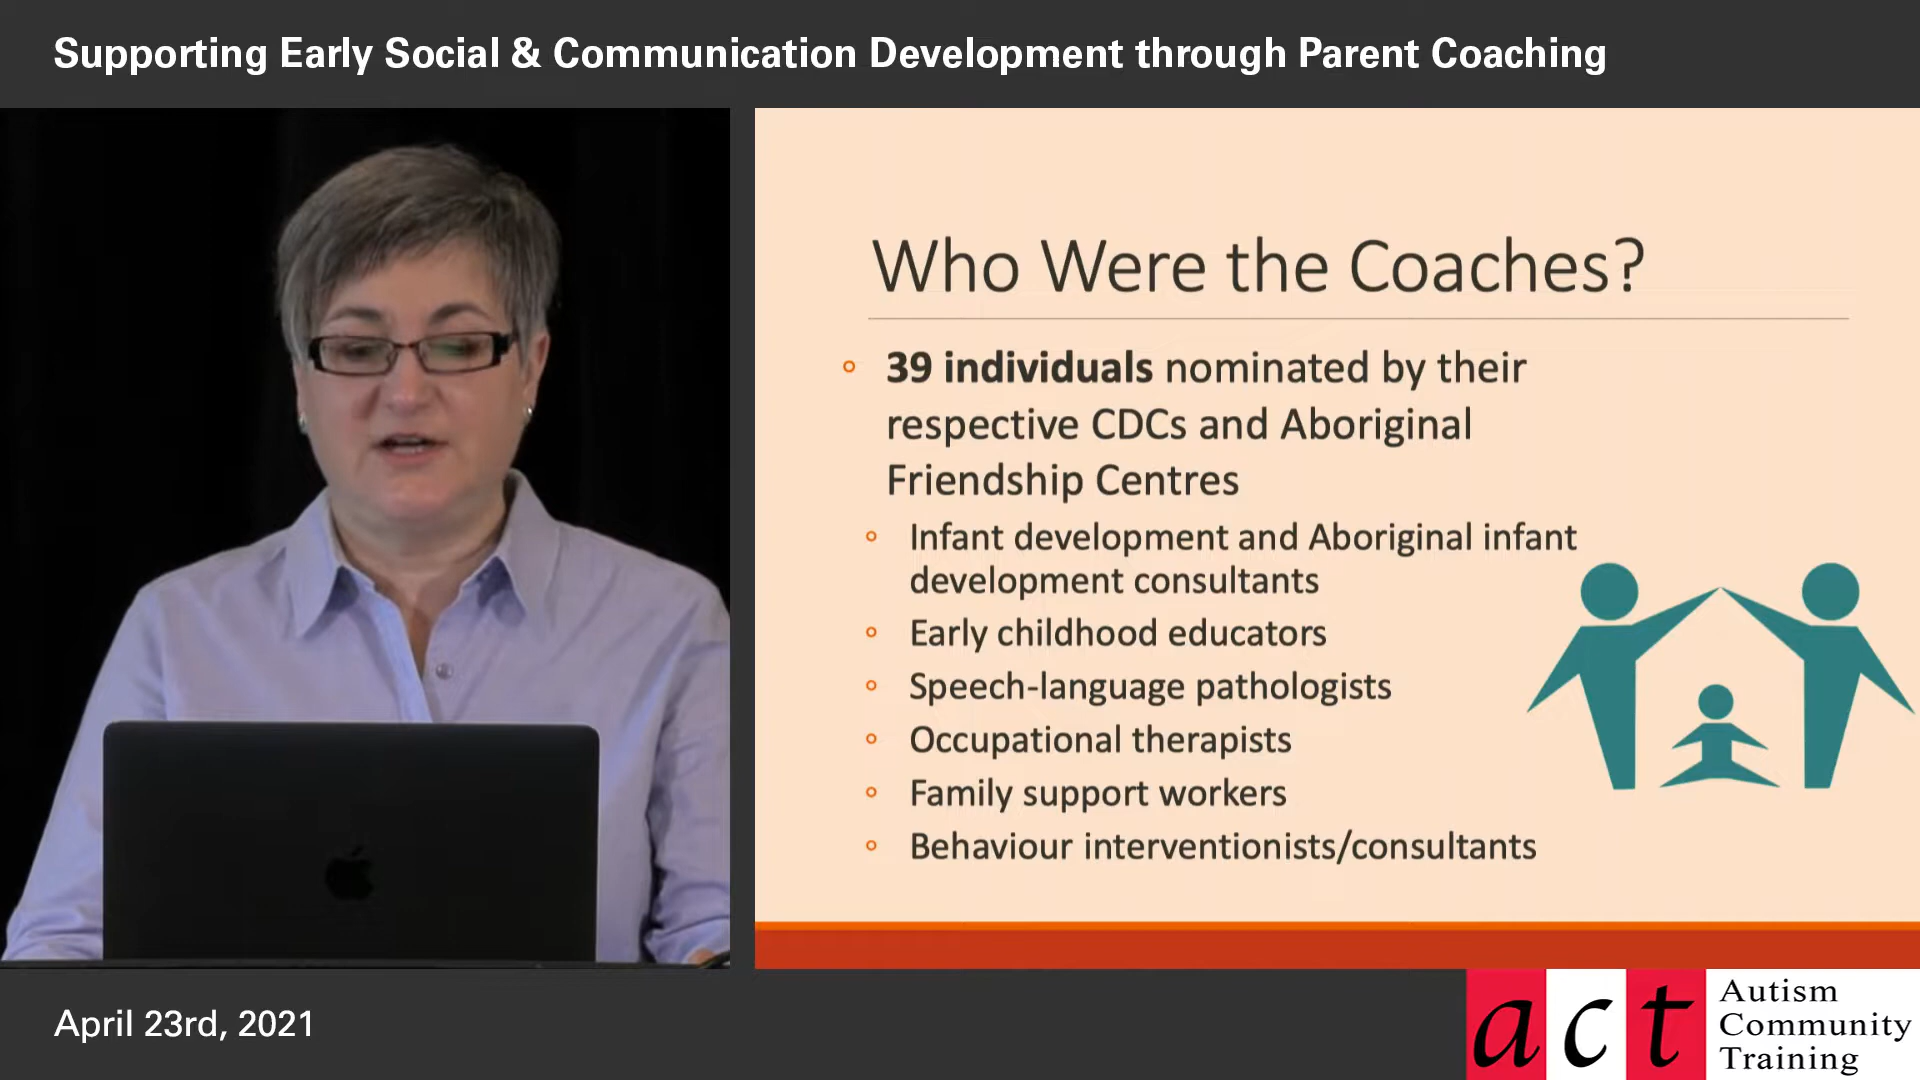 Supporting Early Social & Communication Development through Parent Coaching
Who Were the Coaches?
39 individuals nominated by their
respective CDCs and Aboriginal
Friendship Centres
Infant development and Aboriginal infant
development consultants
Early childhood educators
Speech-language pathologists
Occupational therapists
Family support workers
Behaviour interventionists/consultants
April 23rd, 2021
act
Autism
Community
Training